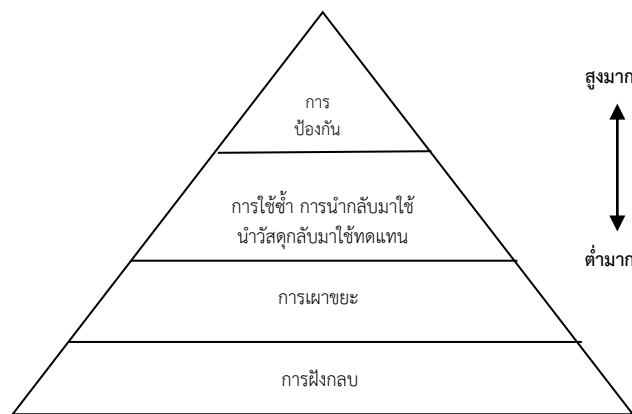 สูงมาก
การ
ป้องกัน
การใช้ซ้ำ การนำกลับมาใช้
นำวัสดุกลับมาใช้ทดแทน
ต่ำมาก
การเผาขยะ
การฝังกลบ